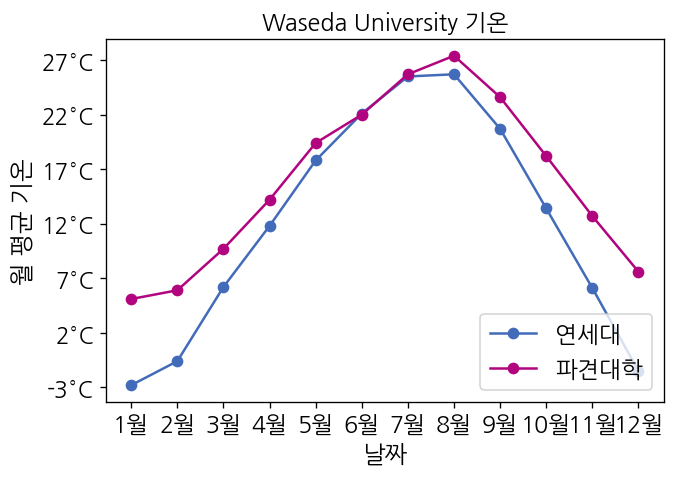 Waseda University 기온
월 평균 기온
27˚C
22˚C
17˚C
12˚C
7˚C
2˚C
-3˚C
연세대
파견대학
1월 2월 3월 4월 5월 6월 7월 8월 9월 10월 11월 12월
날짜